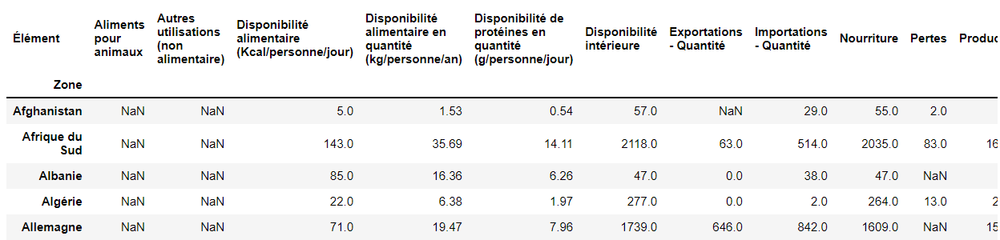 Élément Aliments pour animaux Autres utilisations (non alimentaire) Disponibilité alimentaire (Kcal/personne/jour) Disponibilité alimentaire en quantité (kg/personne/an) Disponibilité de protéines en quantité (g/personne/jour) Disponibilité intérieure Exportations - Quantité Importations - Quantité Nourriture Pertes Produc
Zone
Afghanistan NaN NaN 5.0 1.53 0.54 57.0 NaN 29.0 55.0 2.0
Afrique du Sud NaN NaN 143.0 35.69 14.11 2118.0 63.0 514.0 2035.0 83.0 16
Albanie NaN NaN 85.0 16.36 6.26 47.0 0.0 38.0 47.0 NaN
Algérie NaN NaN 22.0 6.38 1.97 277.0 0.0 2.0 264.0 13.0 2
Allemagne NaN NaN 71.0 19.47 7.96 1739.0 646.0 842.0 1609.0 NaN 15